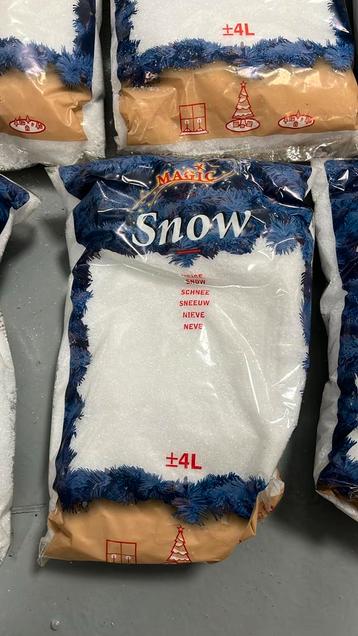 ±4L
MAGIC
Snow
SNOW
SCHNEE
SNEEUW
NIEVE
NEVE
±4L